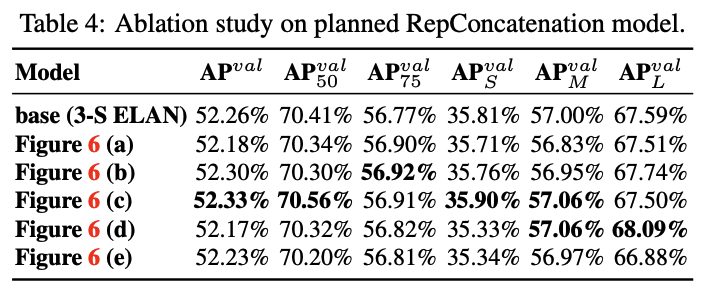 Table 4: Ablation study on planned RepConcatenation model.
Model AP^val AP^val_50 AP^val_75 AP^val_S AP^val_M AP^val_L
base (3-S ELAN) 52.26% 70.41% 56.77% 35.81% 57.00% 67.59%
Figure 6 (a) 52.18% 70.34% 56.90% 35.71% 56.83% 67.51%
Figure 6 (b) 52.30% 70.30% 56.92% 35.76% 56.95% 67.74%
Figure 6 (c) 52.33% 70.56% 56.91% 35.90% 57.06% 67.50%
Figure 6 (d) 52.17% 70.32% 56.82% 35.33% 57.06% 68.09%
Figure 6 (e) 52.23% 70.20% 56.81% 35.34% 56.97% 66.88%